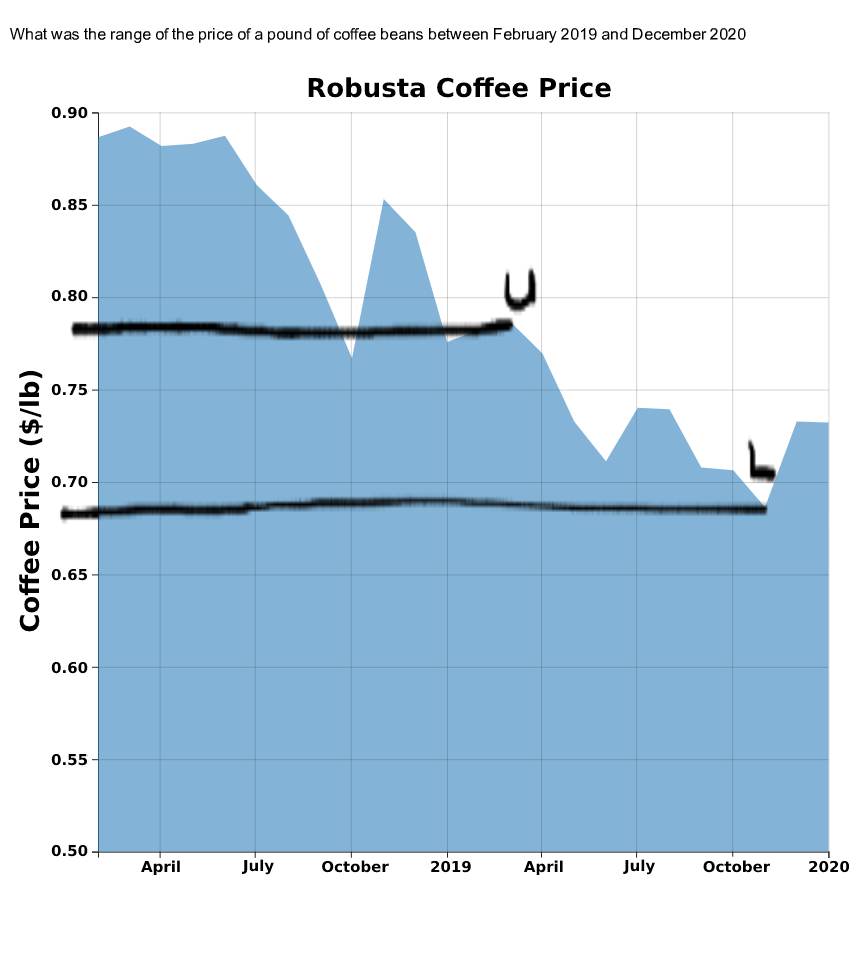 What was the range of the price of a pound of coffee beans between February 2019 and December 2020
Robusta Coffee Price
Coffee Price ($/lb)
0.90
0.85
0.80
0.75
0.70
0.65
0.60
0.55
0.50
U
L
April July October 2019 April July October 2020